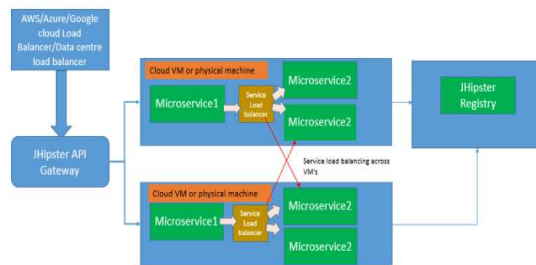 AWS/Azure/Google
cloud Load
Balancer/Data centre
load balancer
JHipster API
Gateway
Cloud VM or physical machine
Microservice1
Service
Load
balancer
Microservice2
Microservice2
Service load balancing across
VM's
Cloud VM or physical machine
Microservice1
Service
Load
balancer
Microservice2
Microservice2
JHipster
Registry